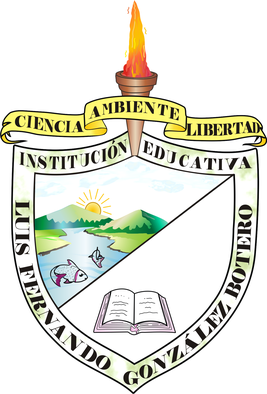 CIENCIA AMBIENTE LIBERTAD
INSTITUCIÓN EDUCATIVA
LUIS FERNANDO GONZÁLEZ BOTERO